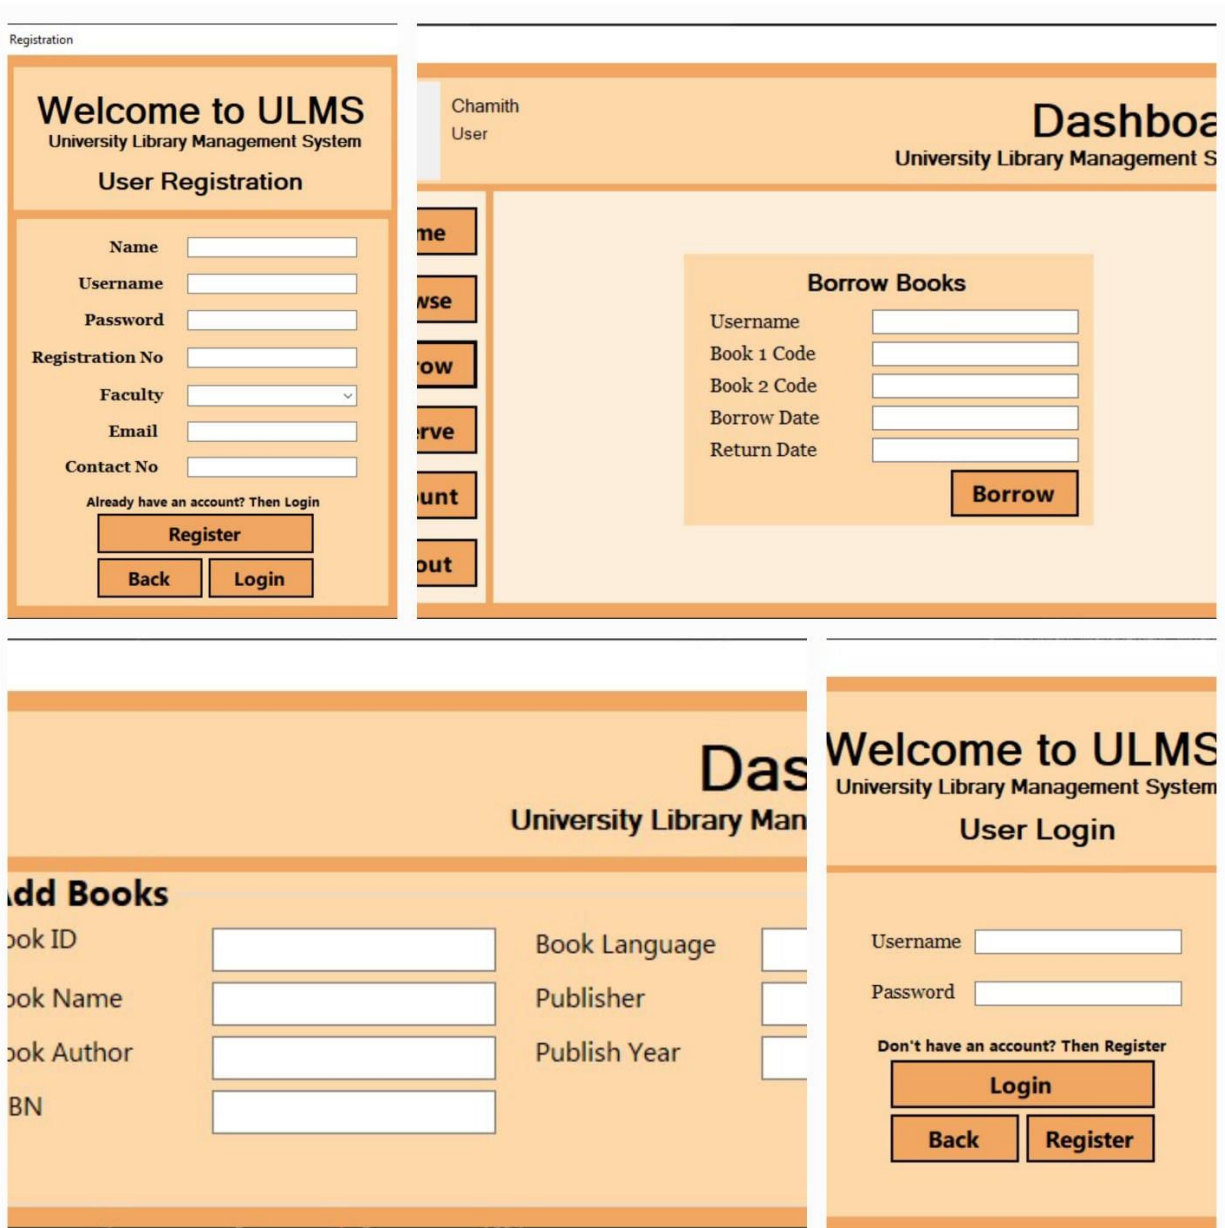 Registration
Welcome to ULMS
University Library Management System
User Registration
Name
Username
Password
Registration No
Faculty
Email
Contact No
Already have an account? Then Login
Register
Back Login
Chamith
User
Dashboa
University Library Management S
me
wse
ow
rve
unt
out
Borrow Books
Username
Book 1 Code
Book 2 Code
Borrow Date
Return Date
Borrow
Das
University Library Man
dd Books
ook ID
ook Name
ook Author
BN
Book Language
Publisher
Publish Year
Welcome to ULMS
University Library Management System
User Login
Username
Password
Don't have an account? Then Register
Login
Back Register